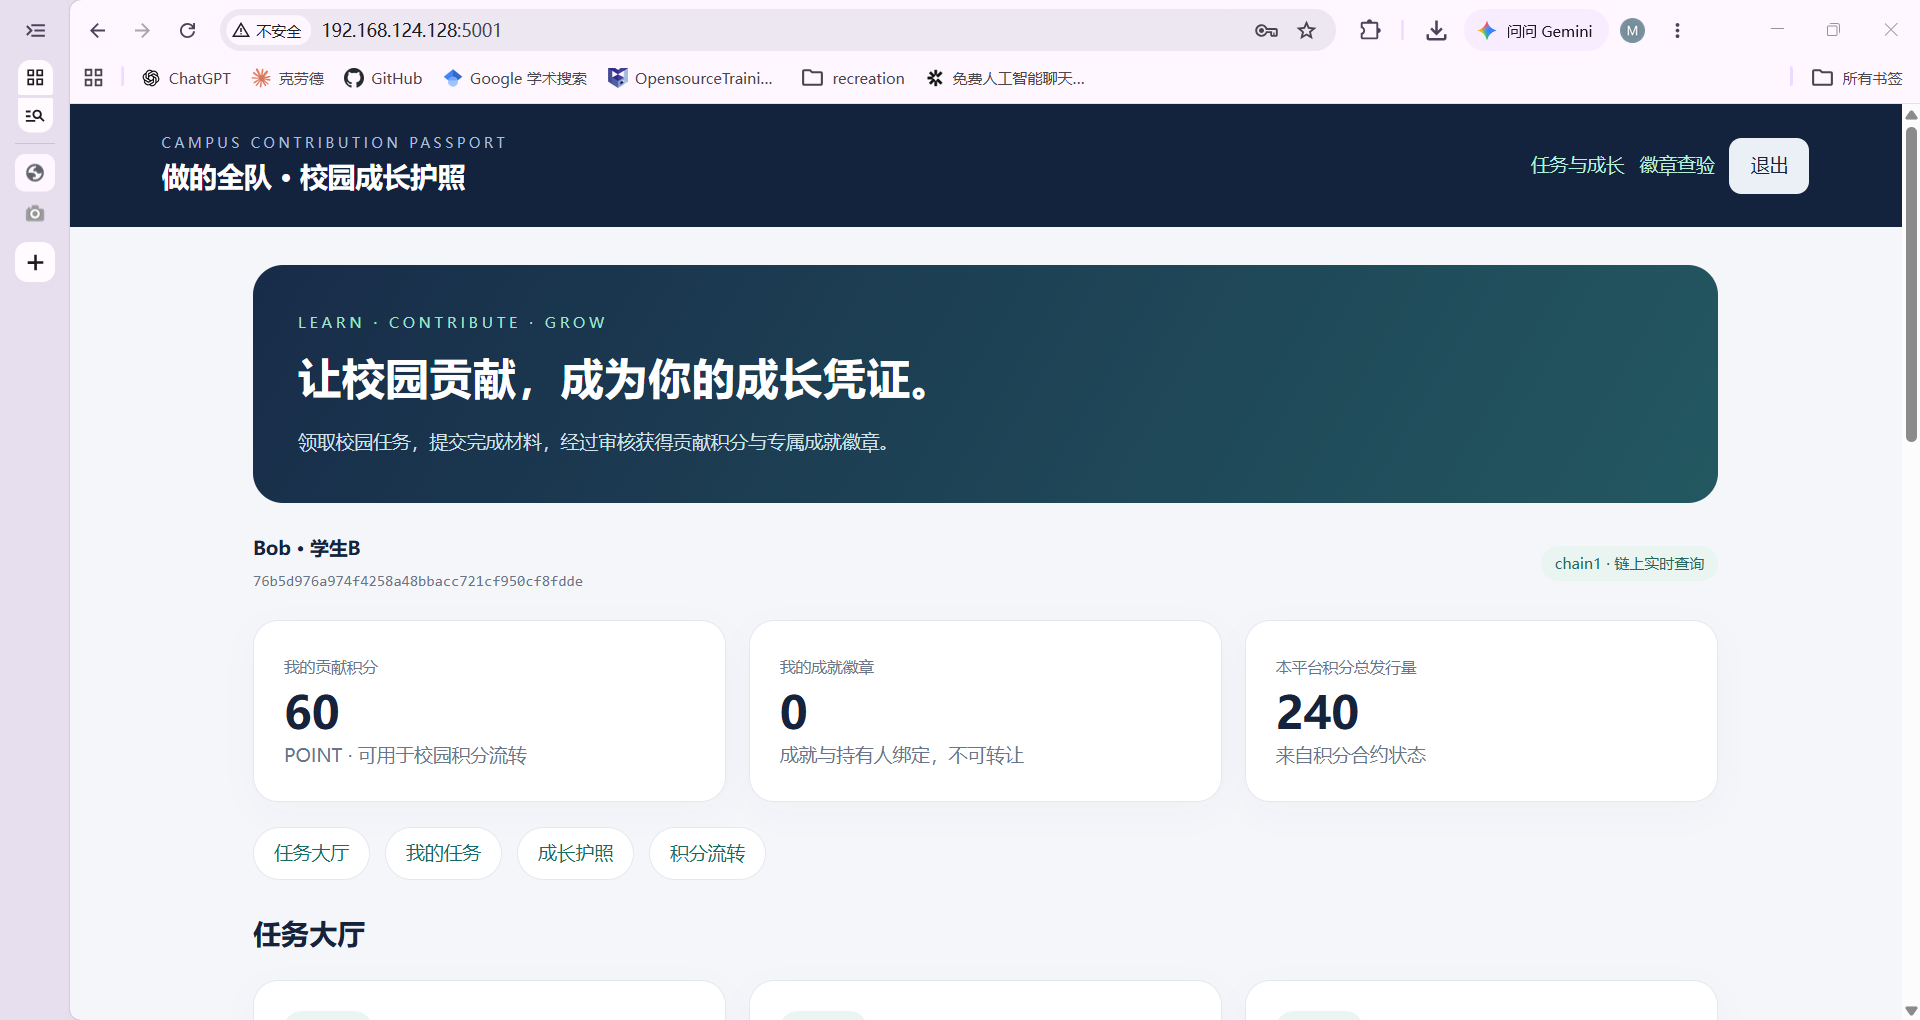 不安全
192.168.124.128:5001
问问 Gemini
M
ChatGPT
克劳德
GitHub
Google 学术搜索
OpensourceTraini...
recreation
免费人工智能聊天...
所有书签
CAMPUS CONTRIBUTION PASSPORT
做的全队 · 校园成长护照
任务与成长
徽章查验
退出
LEARN · CONTRIBUTE · GROW
让校园贡献，成为你的成长凭证。
领取校园任务，提交完成材料，经过审核获得贡献积分与专属成就徽章。
Bob · 学生B
76b5d976a974f4258a48bbacc721cf950cf8fdde
chain1 · 链上实时查询
我的贡献积分
60
POINT · 可用于校园积分流转
我的成就徽章
0
成就与持有人绑定，不可转让
本平台积分总发行量
240
来自积分合约状态
任务大厅
我的任务
成长护照
积分流转
任务大厅